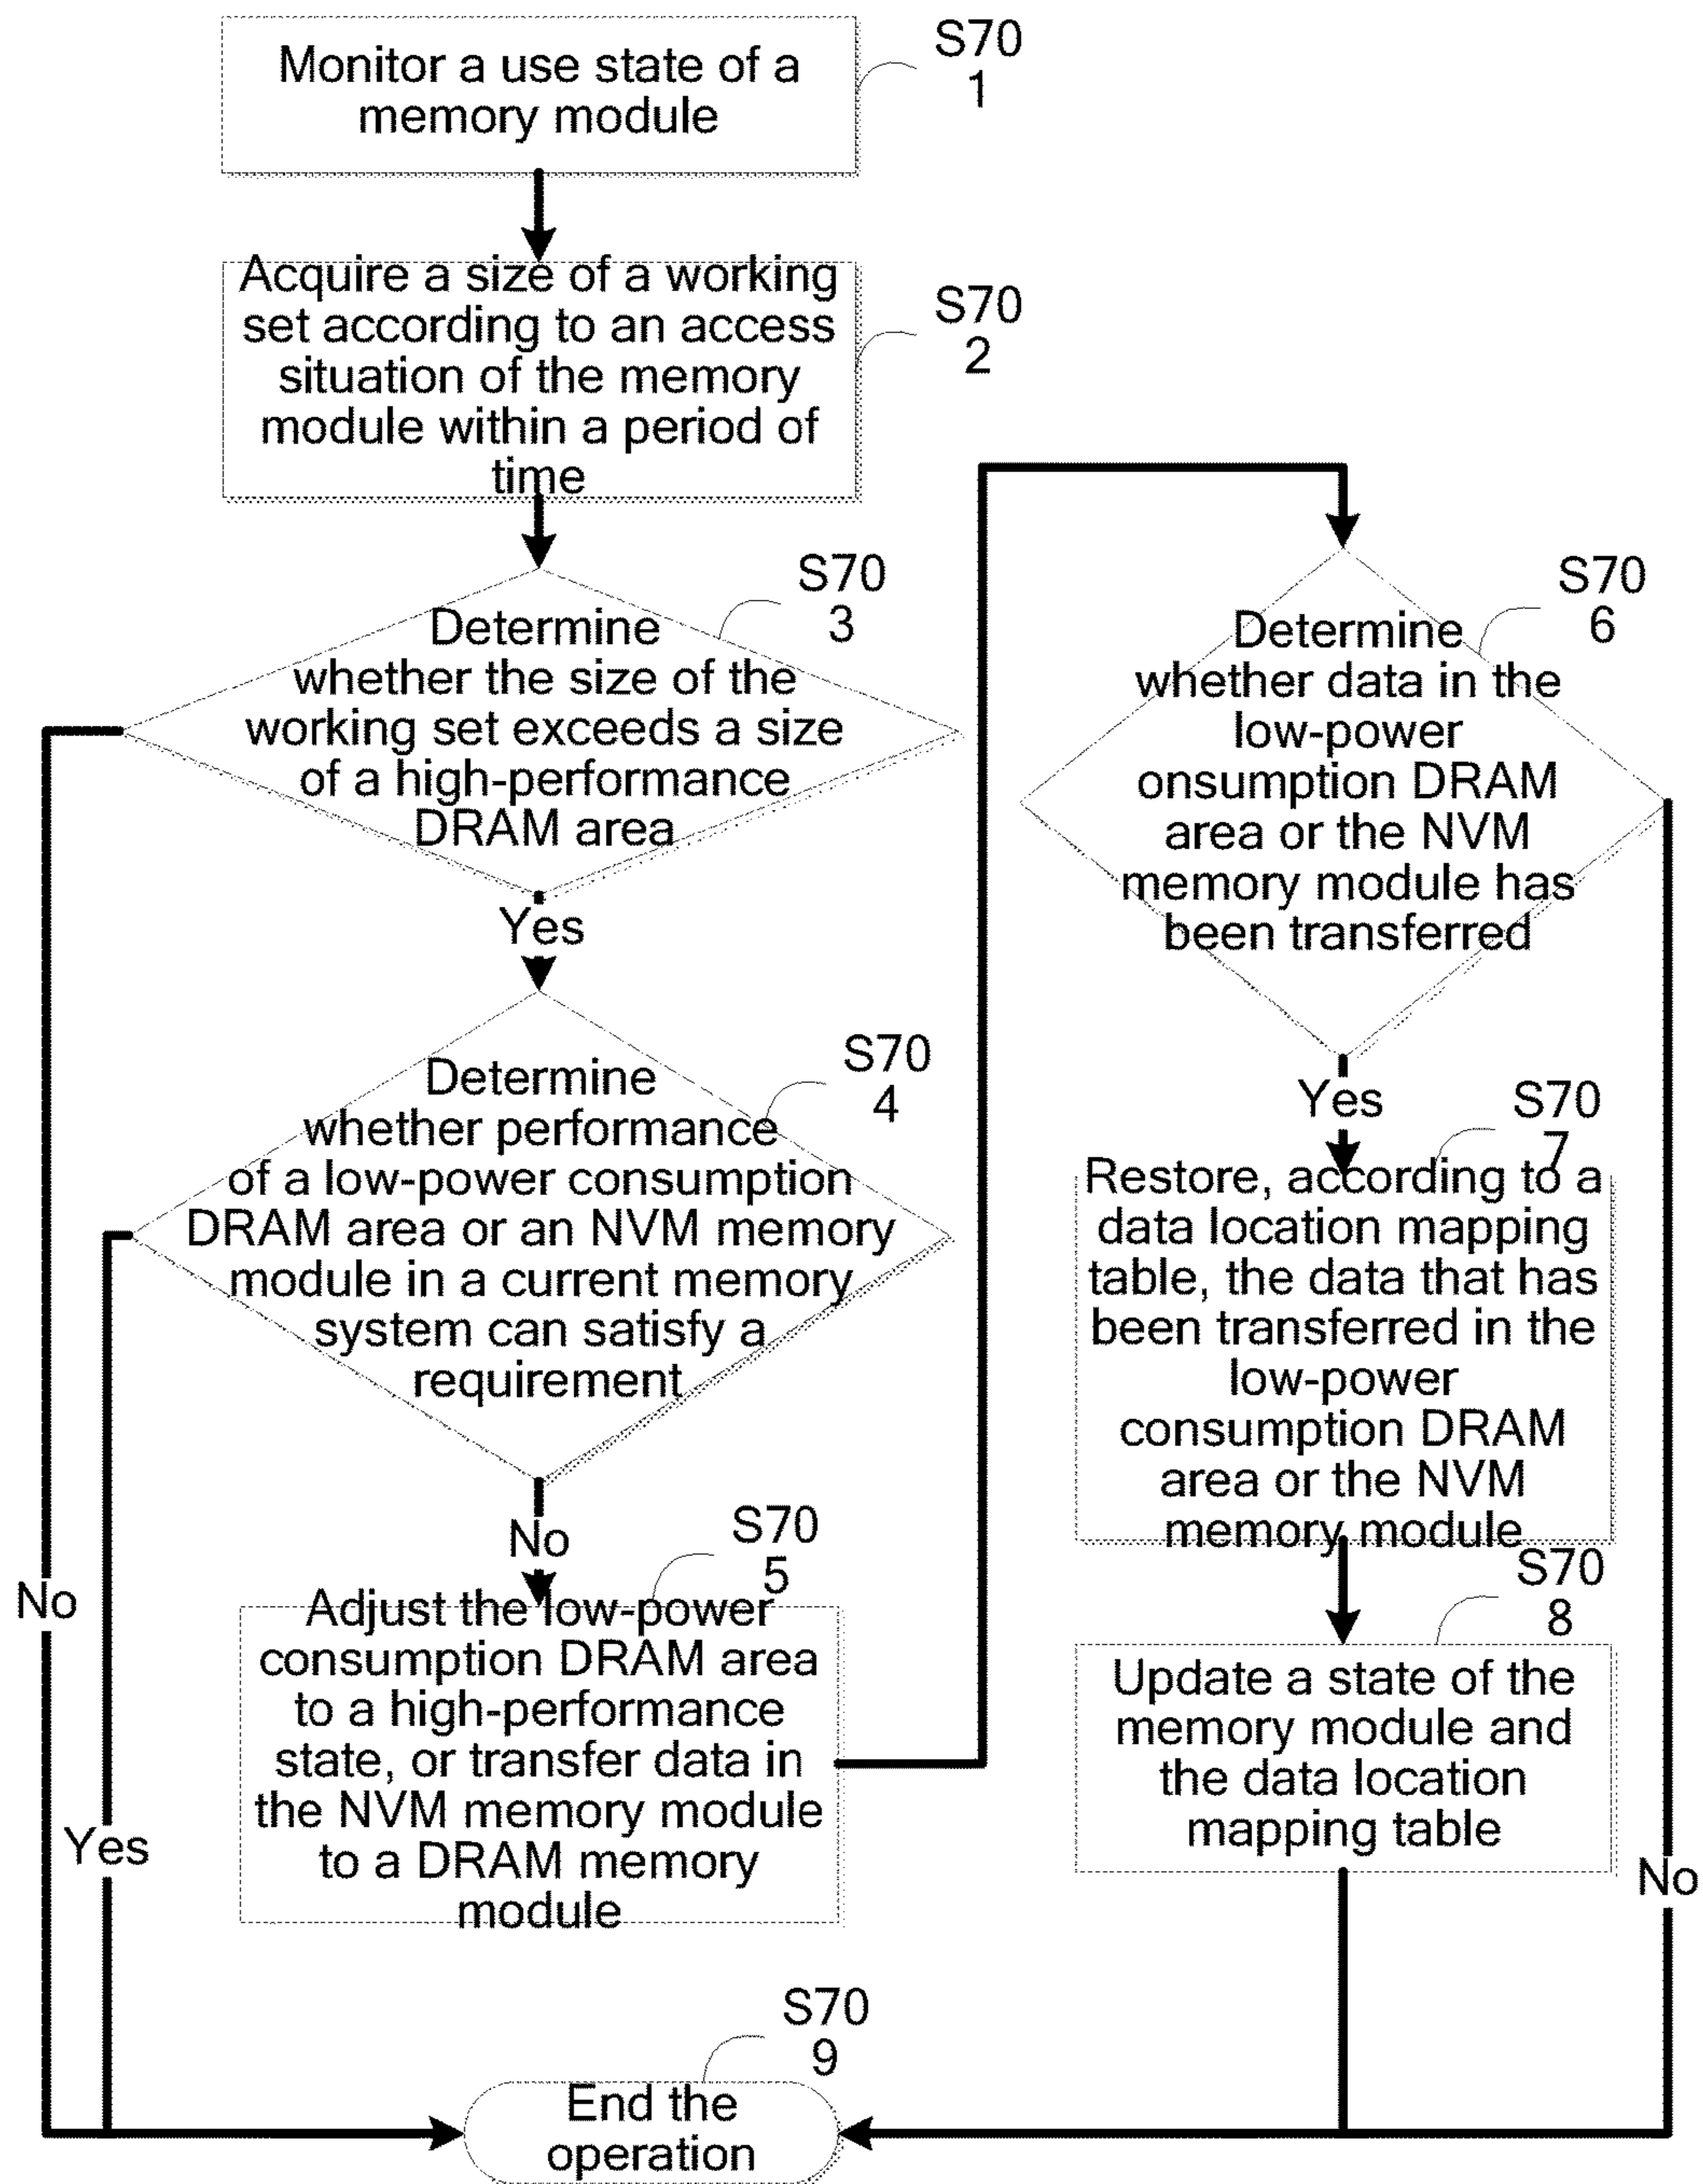 Monitor a use state of a
memory module
S70
1
Acquire a size of a working
set according to an access
situation of the memory
module within a period of
time
S70
2
Determine
whether the size of the
working set exceeds a size
of a high-performance
DRAM area
S70
3
Yes
No
Determine
whether performance
of a low-power consumption
DRAM area or an NVM memory
module in a current memory
system can satisfy a
requirement
S70
4
No
Yes
Adjust the low-power
consumption DRAM area
to a high-performance
state, or transfer data in
the NVM memory module
to a DRAM memory
module
S70
5
Determine
whether data in the
low-power
onsumption DRAM
area or the NVM
memory module has
been transferred
S70
6
Yes
No
Restore, according to a
data location mapping
table, the data that has
been transferred in the
low-power
consumption DRAM
area or the NVM
memory module
S70
7
Update a state of the
memory module and
the data location
mapping table
S70
8
End the
operation
S70
9